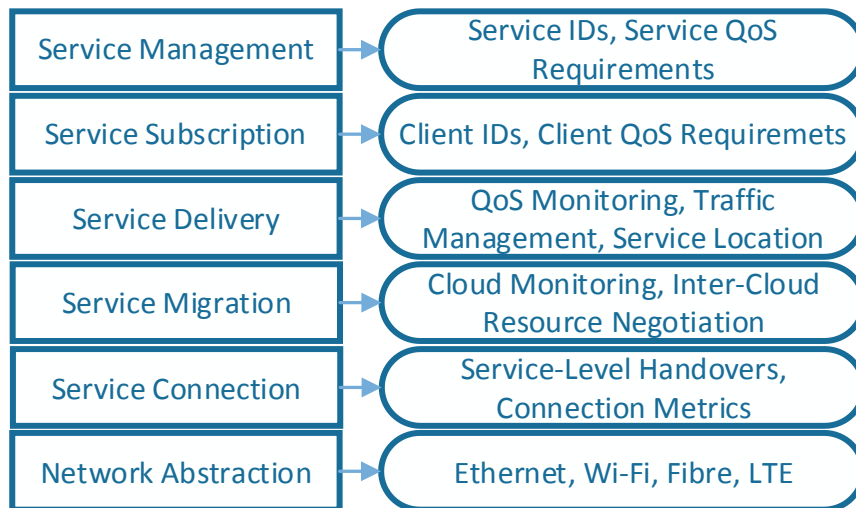 Service Management
Service IDs, Service QoS
Requirements
Service Subscription
Client IDs, Client QoS Requiremets
Service Delivery
QoS Monitoring, Traffic
Management, Service Location
Service Migration
Cloud Monitoring, Inter-Cloud
Resource Negotiation
Service Connection
Service-Level Handovers,
Connection Metrics
Network Abstraction
Ethernet, Wi-Fi, Fibre, LTE